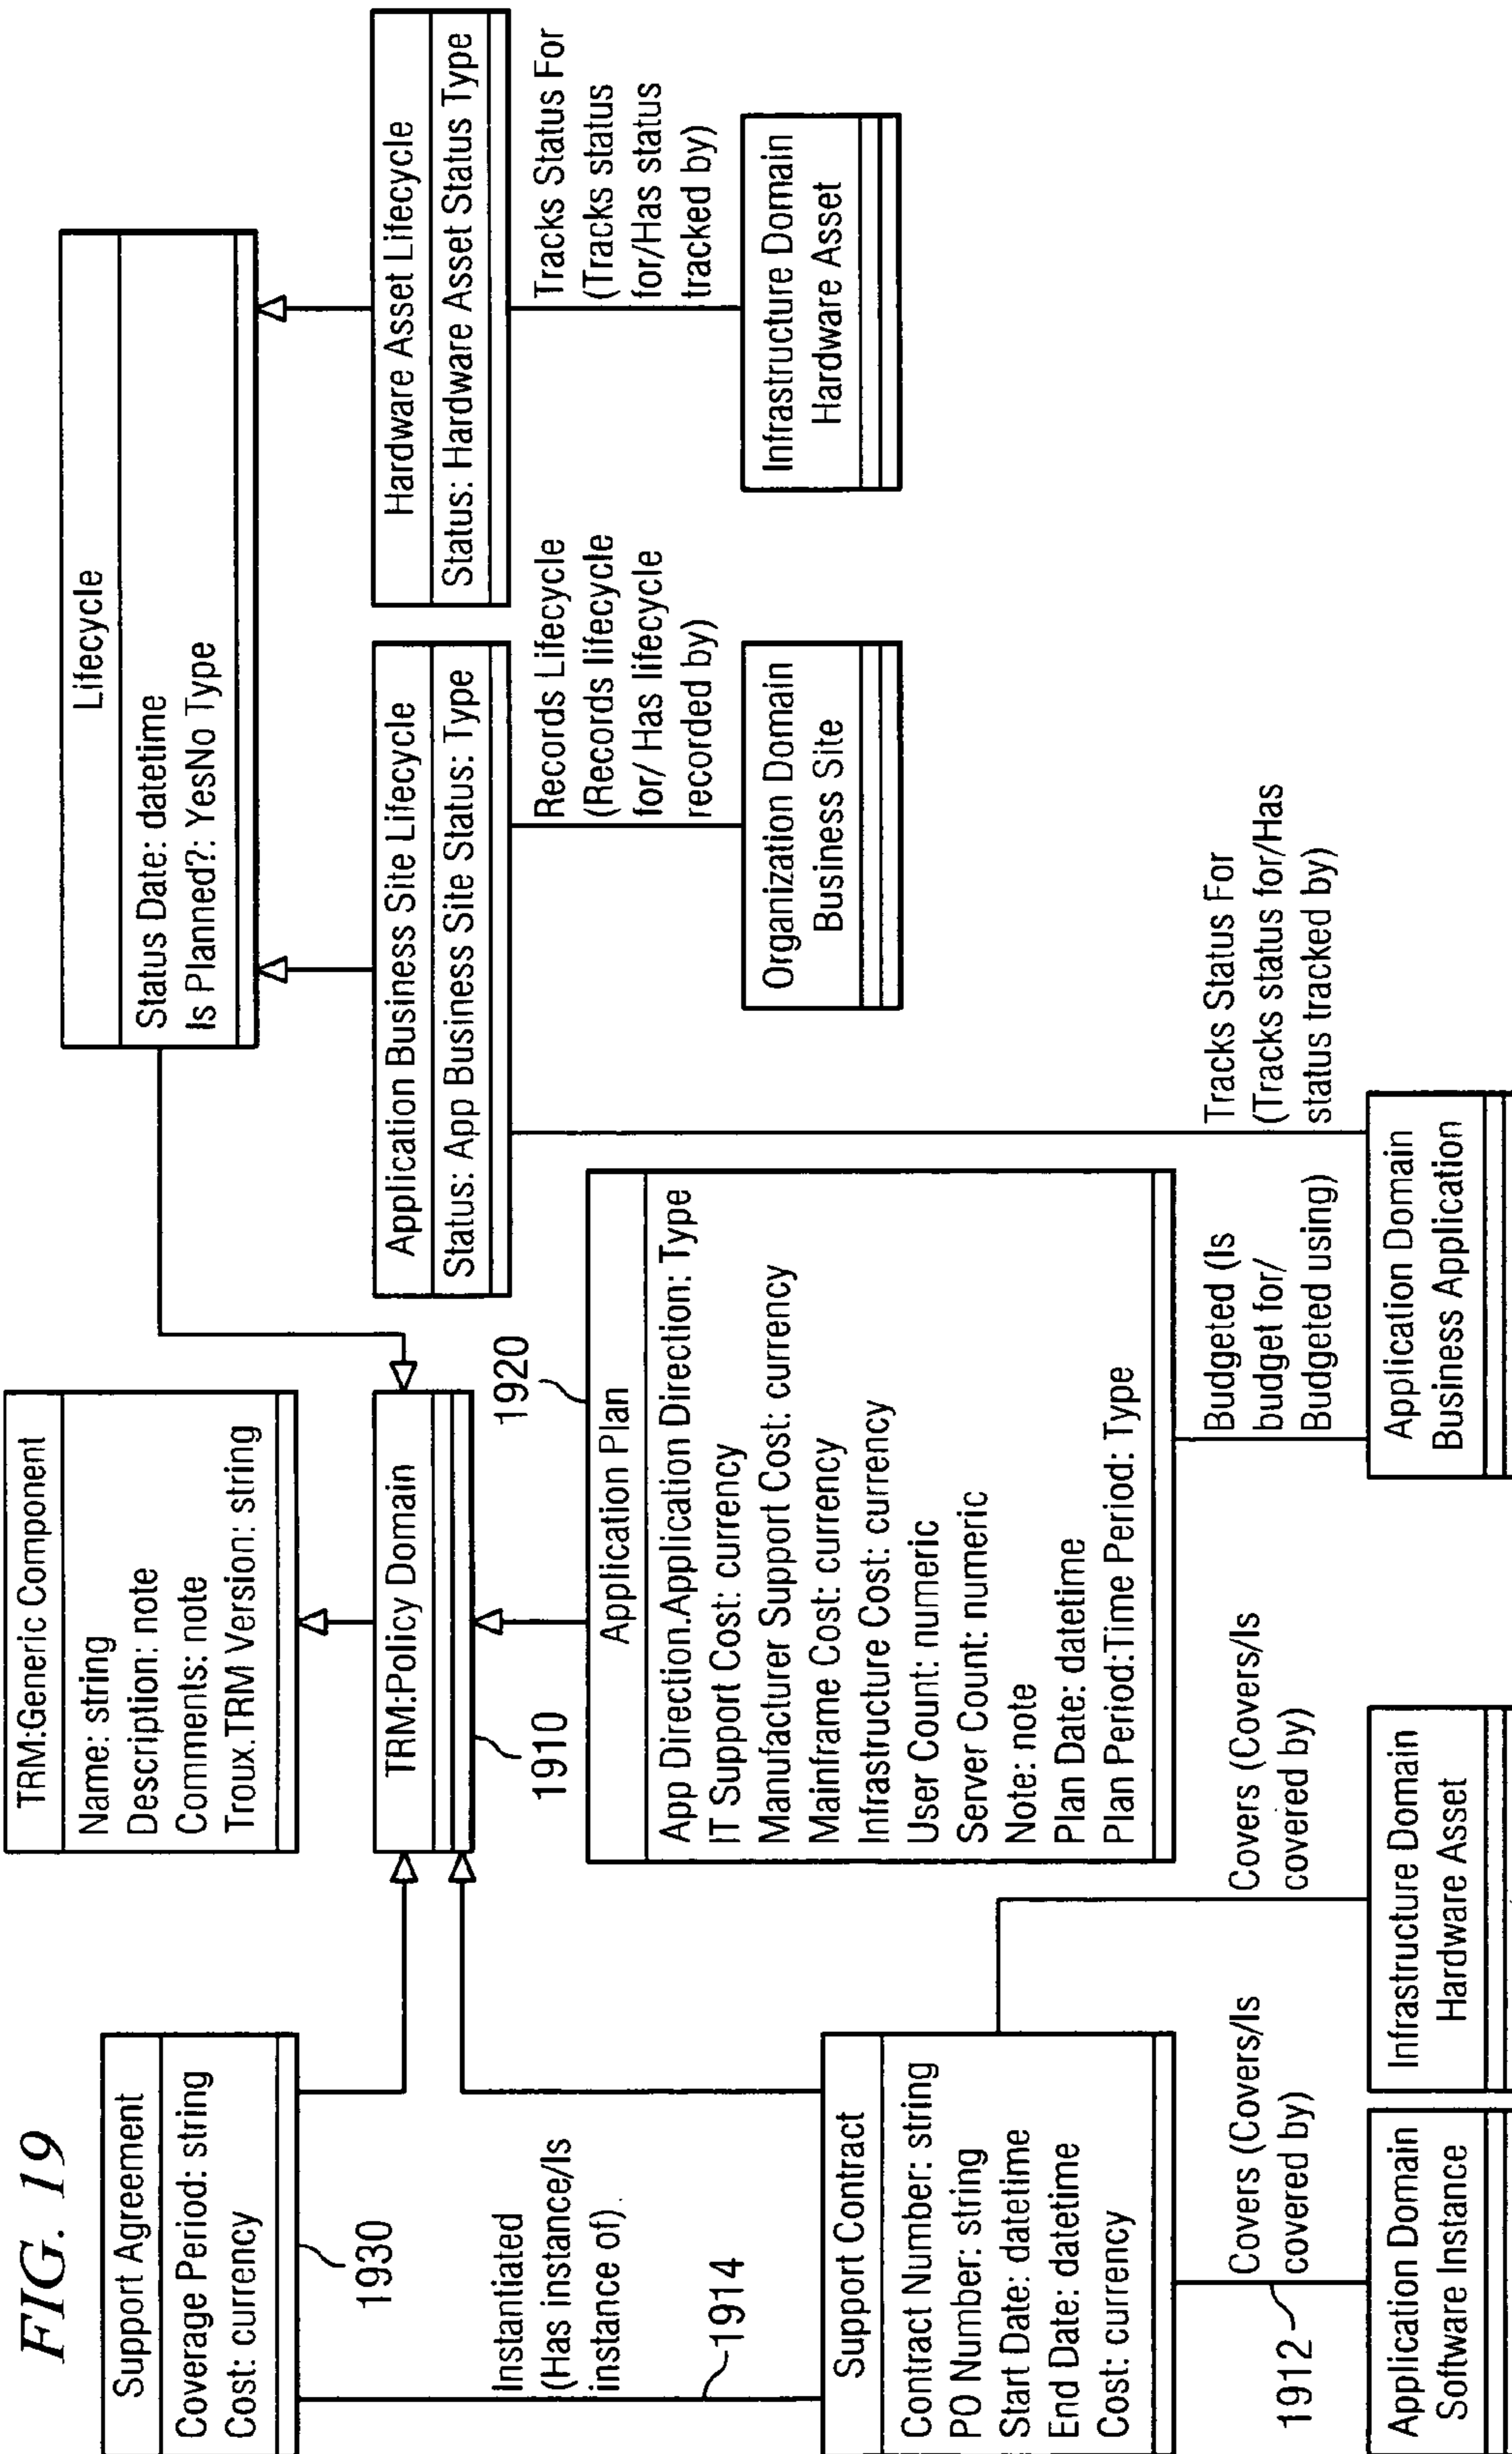 FIG. 19
Support Agreement
Coverage Period: string
Cost: currency
1930
Instantiated
(Has instance/Is
instance of).
1914
Support Contract
Contract Number: string
PO Number: string
Start Date: datetime
End Date: datetime
Cost: currency
1912
Covers (Covers/Is
covered by)
Application Domain
Software Instance
Covers (Covers/Is
covered by)
Infrastructure Domain
Hardware Asset
TRM:Generic Component
Name: string
Description: note
Comments: note
Troux.TRM Version: string
TRM:Policy Domain
1910
1920
Application Plan
App Direction.Application Direction: Type
IT Support Cost: currency
Manufacturer Support Cost: currency
Mainframe Cost: currency
Infrastructure Cost: currency
User Count: numeric
Server Count: numeric
Note: note
Plan Date: datetime
Plan Period:Time Period: Type
Budgeted (Is
budget for/
Budgeted using)
Application Domain
Business Application
Tracks Status For
(Tracks status for/Has
status tracked by)
Lifecycle
Status Date: datetime
Is Planned?: YesNo Type
Application Business Site Lifecycle
Status: App Business Site Status: Type
Records Lifecycle
(Records lifecycle
for/ Has lifecycle
recorded by)
Organization Domain
Business Site
Hardware Asset Lifecycle
Status: Hardware Asset Status Type
Tracks Status For
(Tracks status
for/Has status
tracked by)
Infrastructure Domain
Hardware Asset